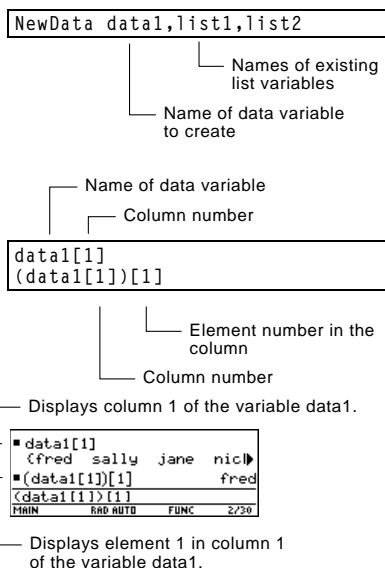 NewData data1,list1,list2
Names of existing
list variables
Name of data variable
to create
Name of data variable
Column number
data1[1]
(data1[1])[1]
Element number in the
column
Column number
Displays column 1 of the variable data1.
■ data1[1]
{fred sally jane nicl▶
■ (data1[1])[1] fred
(data1[1])[1]
MAIN RAD AUTO FUNC 2/30
Displays element 1 in column 1
of the variable data1.